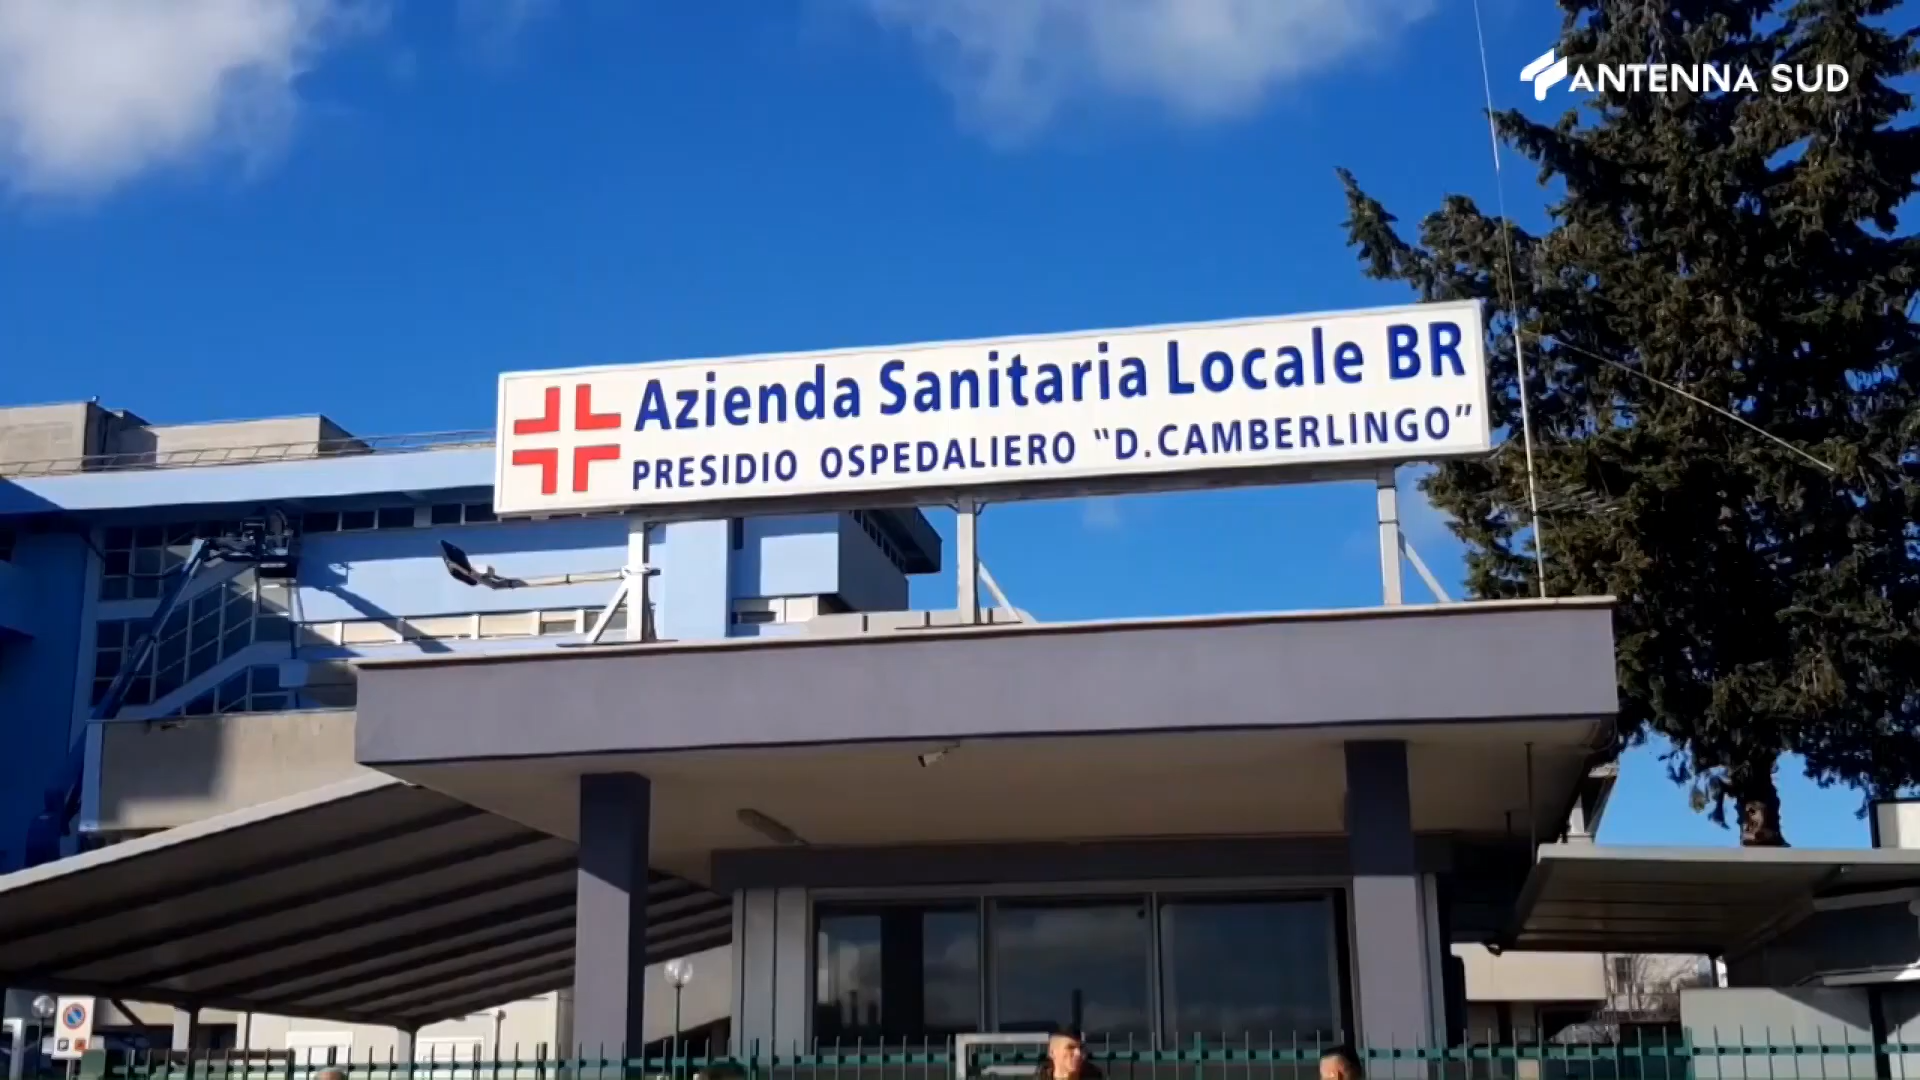 ANTENNA SUD
Azienda Sanitaria Locale BR
PRESIDIO OSPEDALIERO "D.CAMBERLINGO"